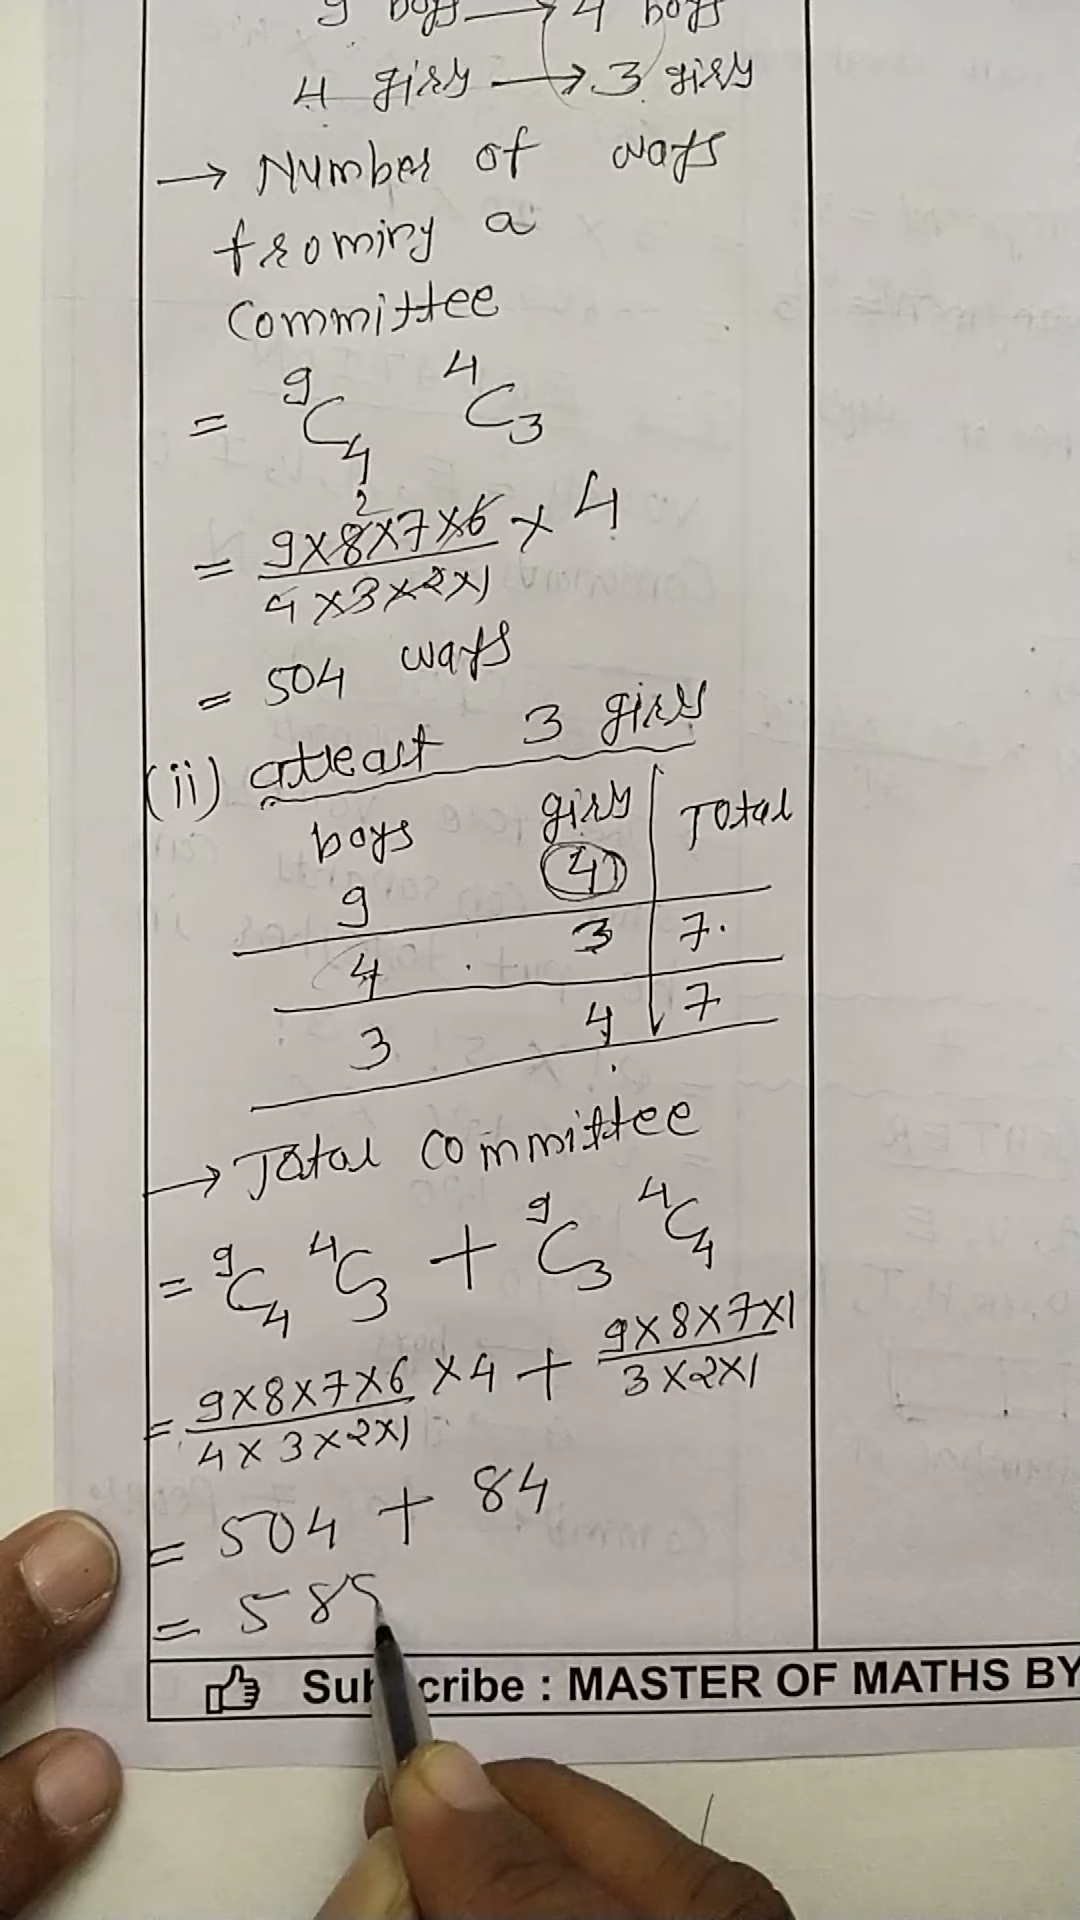 9 boys → 4 boys
4 girls → 3 girls
→ Number of ways
froming a
committee
= ⁹C₄ ⁴C₃
= 9×8×7×6 / 4×3×2×1 × 4
2
= 504 ways
(ii) atleast 3 girls
boys girls Total
9 4
4 3 7
3 4 7
→ Total committee
= ⁹C₄ ⁴C₃ + ⁹C₃ ⁴C₄
= 9×8×7×6 / 4×3×2×1 ×4 + 9×8×7×1 / 3×2×1
= 504 + 84
= 58
Subscribe : MASTER OF MATHS BY